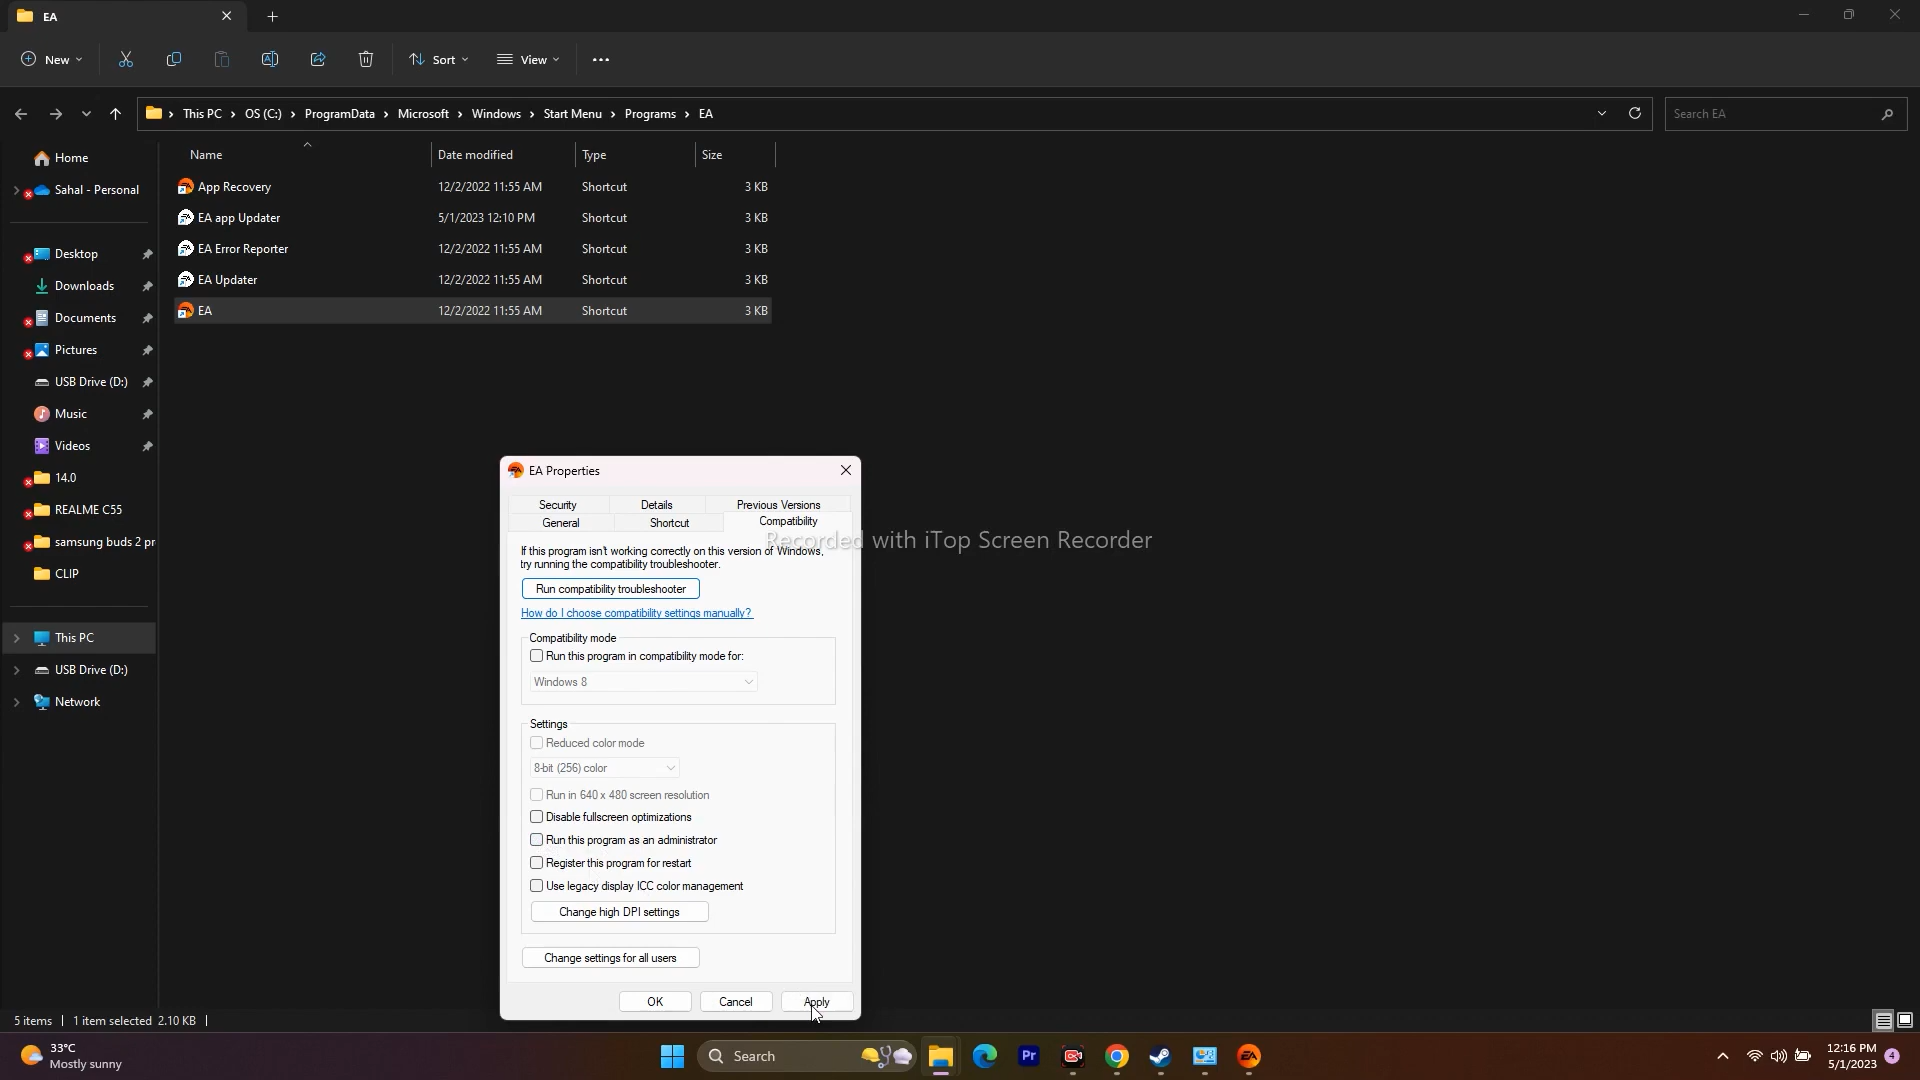 EA
New
Sort
View
This PC > OS (C:) > ProgramData > Microsoft > Windows > Start Menu > Programs > EA
Search EA
Name
Date modified
Type
Size
App Recovery 12/2/2022 11:55 AM Shortcut 3 KB
EA app Updater 5/1/2023 12:10 PM Shortcut 3 KB
EA Error Reporter 12/2/2022 11:55 AM Shortcut 3 KB
EA Updater 12/2/2022 11:55 AM Shortcut 3 KB
EA 12/2/2022 11:55 AM Shortcut 3 KB
Home
Sahal - Personal
Desktop
Downloads
Documents
Pictures
USB Drive (D:)
Music
Videos
14.0
REALME C55
samsung buds 2 pr
CLIP
This PC
USB Drive (D:)
Network
EA Properties
Security Details Previous Versions
General Shortcut Compatibility
If this program isn't working correctly on this version of Windows,
try running the compatibility troubleshooter.
Run compatibility troubleshooter
How do I choose compatibility settings manually?
Compatibility mode
Run this program in compatibility mode for:
Windows 8
Settings
Reduced color mode
8-bit (256) color
Run in 640 x 480 screen resolution
Disable fullscreen optimizations
Run this program as an administrator
Register this program for restart
Use legacy display ICC color management
Change high DPI settings
Change settings for all users
OK Cancel Apply
Recorded with iTop Screen Recorder
5 items 1 item selected 2.10 KB
33°C
Mostly sunny
Search
Pr
EA
12:16 PM
5/1/2023
4